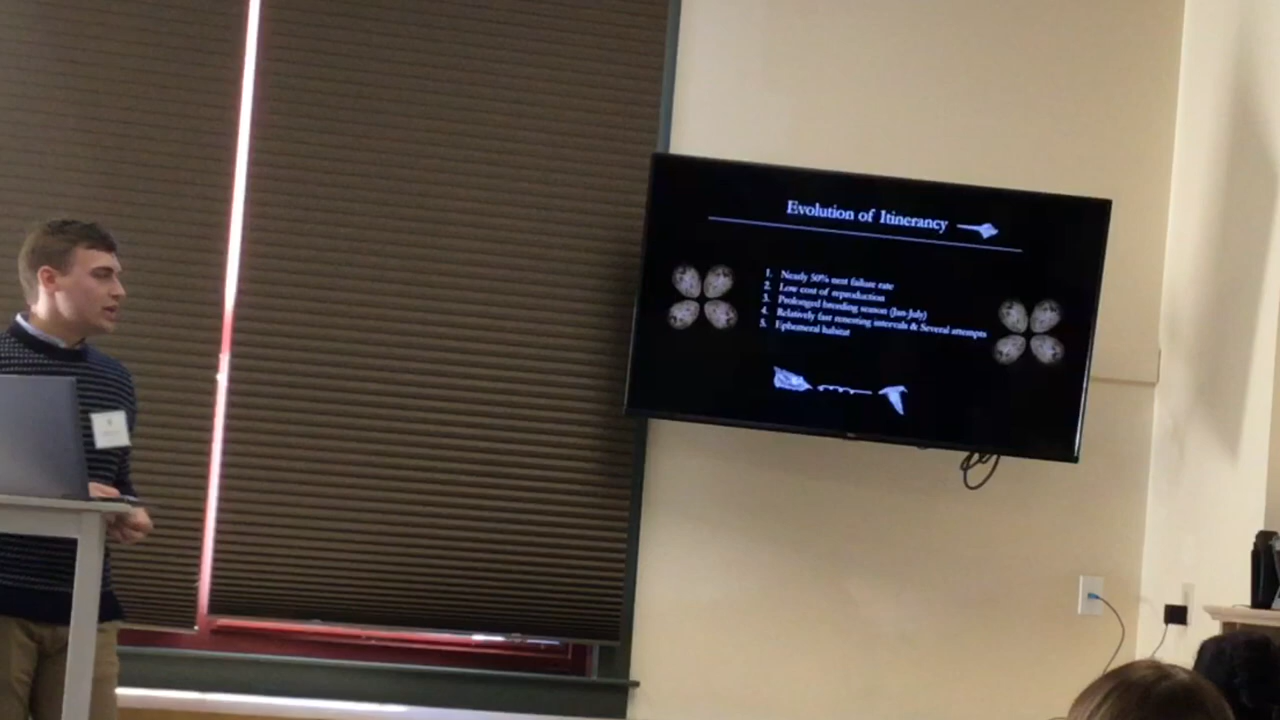 Evolution of Itinerancy
1. Nearly 50% nest failure rate
2. Low cost of reproduction
3. Prolonged breeding season (Jan-July)
4. Relatively fast renesting intervals & Several attempts
5. Ephemeral habitat